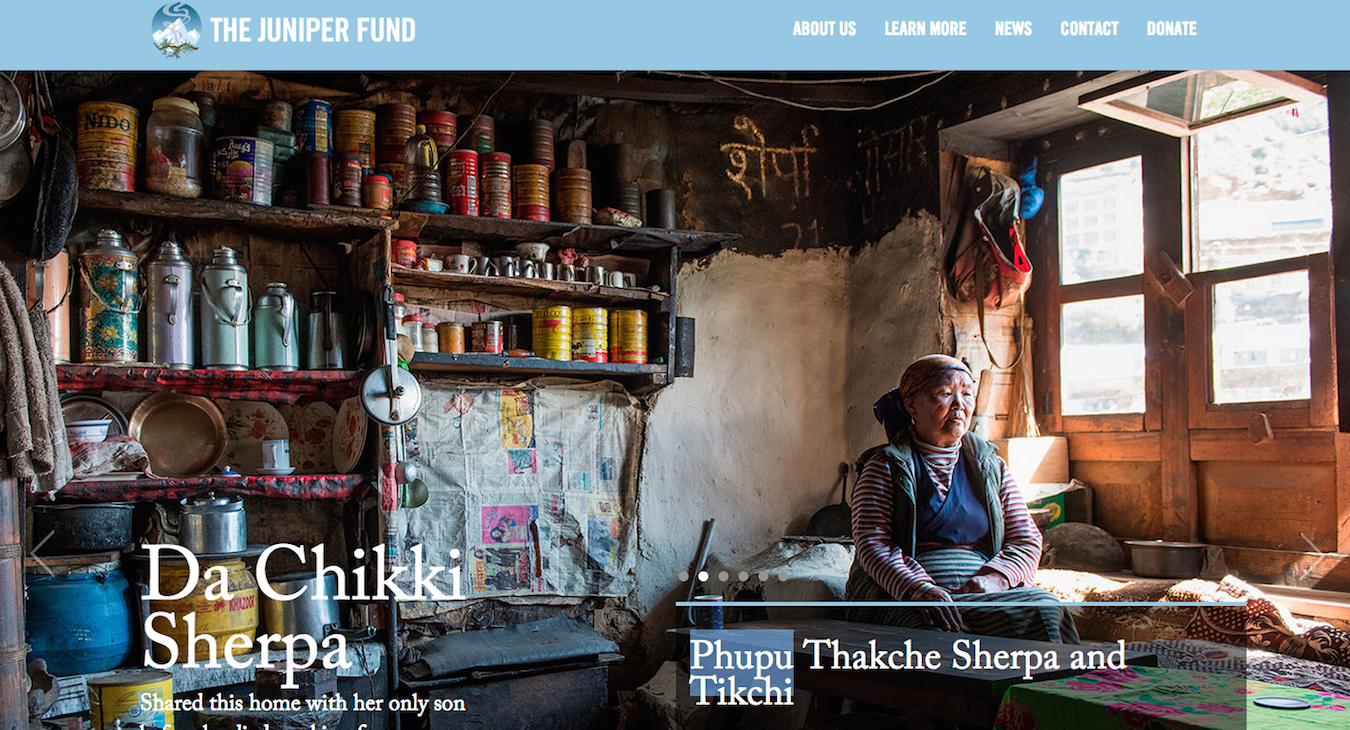 THE JUNIPER FUND
ABOUT US LEARN MORE NEWS CONTACT DONATE
NIDO
शेर्पा
Da Chikki
Sherpa
Shared this home with her only son
Phupu Thakche Sherpa and
Tikchi